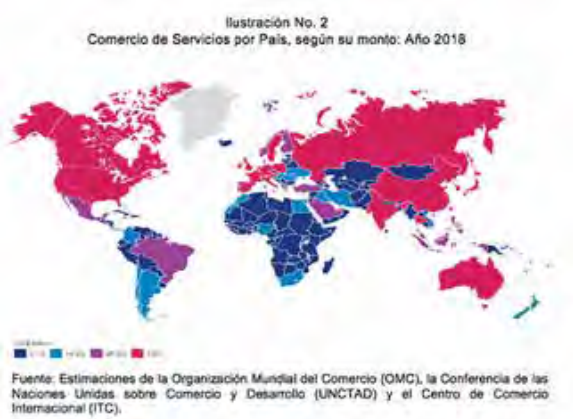 Ilustración No. 2
Comercio de Servicios por País, según su monto: Año 2018
Fuente: Estimaciones de la Organización Mundial del Comercio (OMC), la Conferencia de las
Naciones Unidas sobre Comercio y Desarrollo (UNCTAD) y el Centro de Comercio
Internacional (ITC).